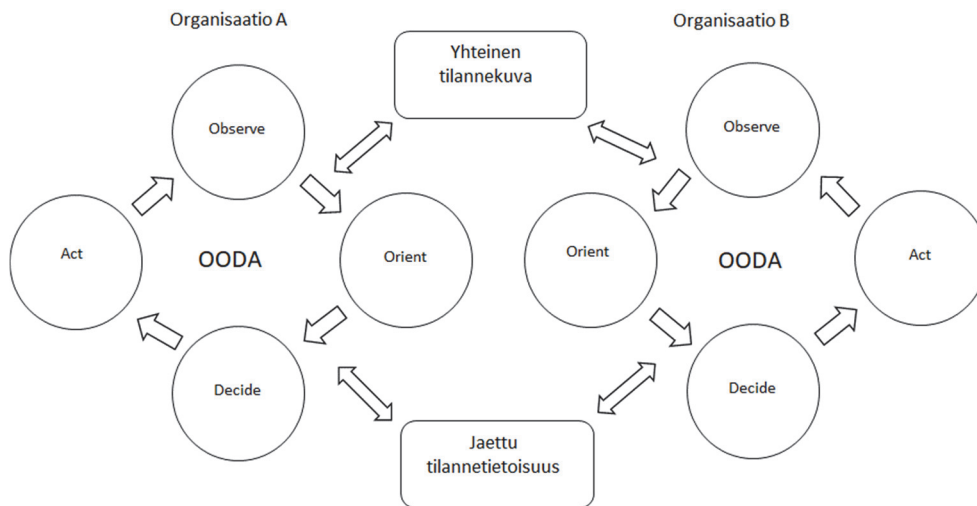 Organisaatio A
Organisaatio B
Yhteinen
tilannekuva
Observe
Observe
Act
OODA
Orient
Orient
OODA
Act
Decide
Decide
Jaettu
tilannetietoisuus